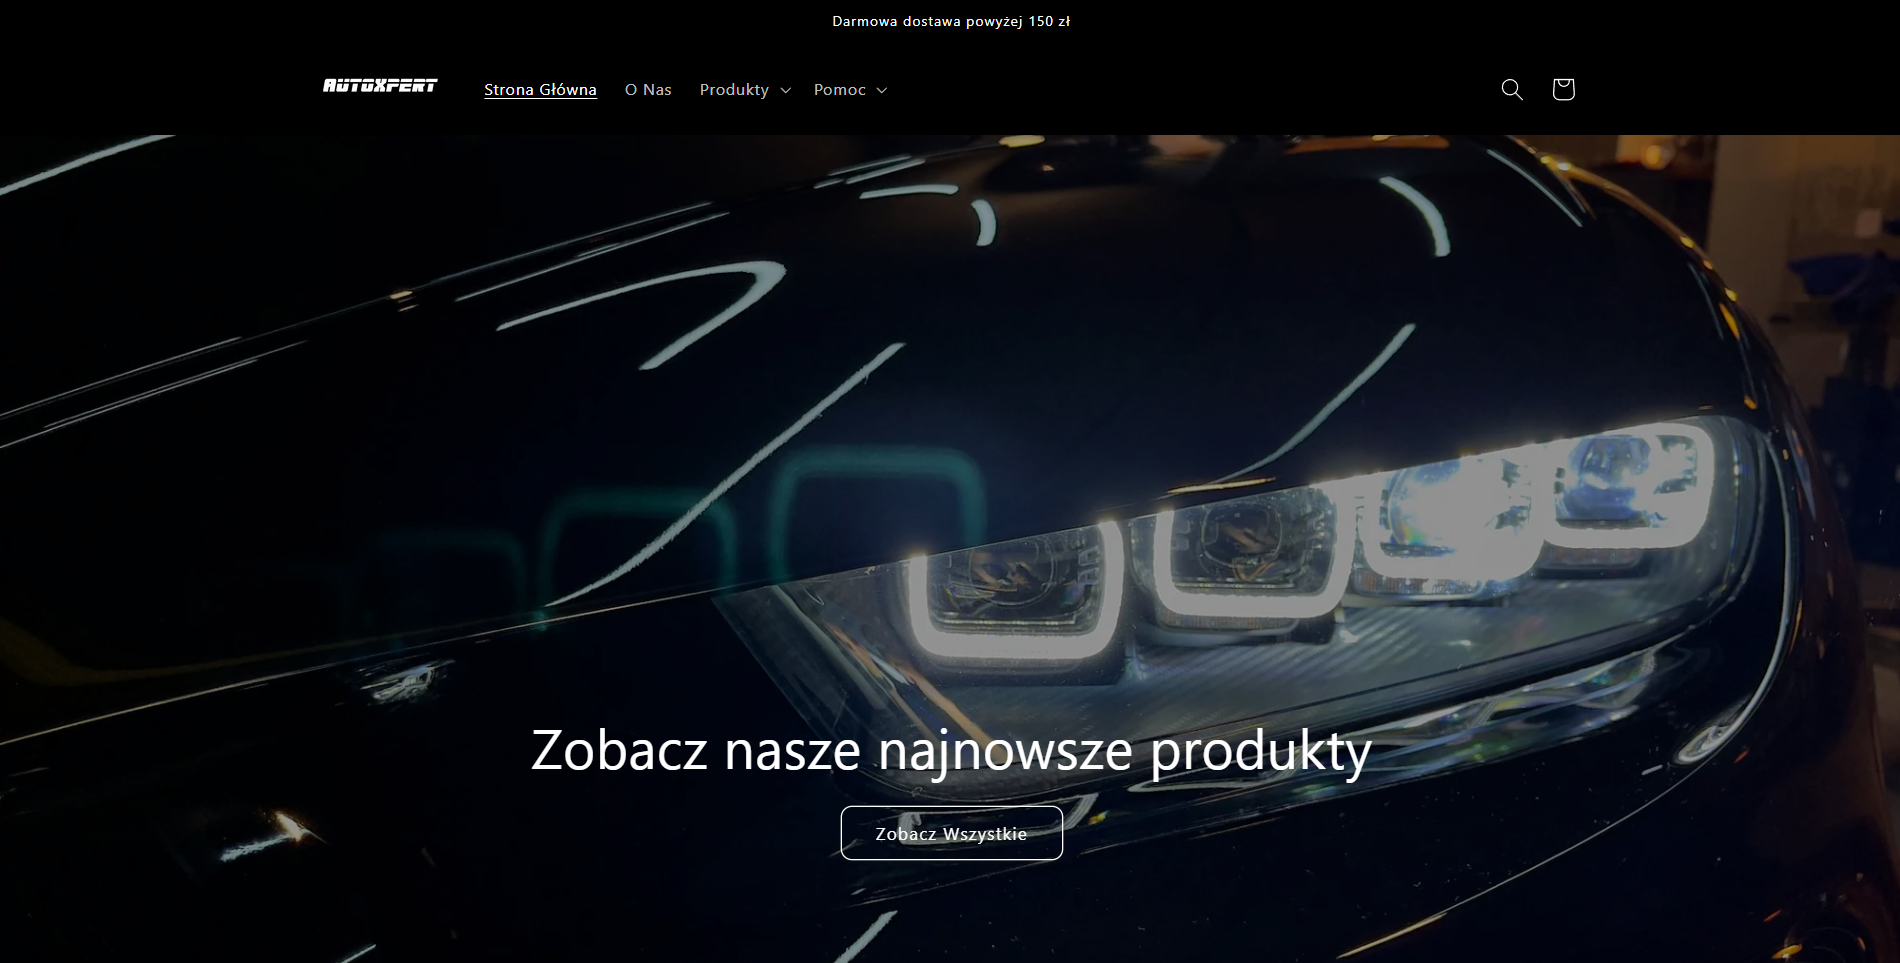 Darmowa dostawa powyżej 150 zł
AUTOXPERT
Strona Główna
O Nas
Produkty
Pomoc
Zobacz nasze najnowsze produkty
Zobacz Wszystkie